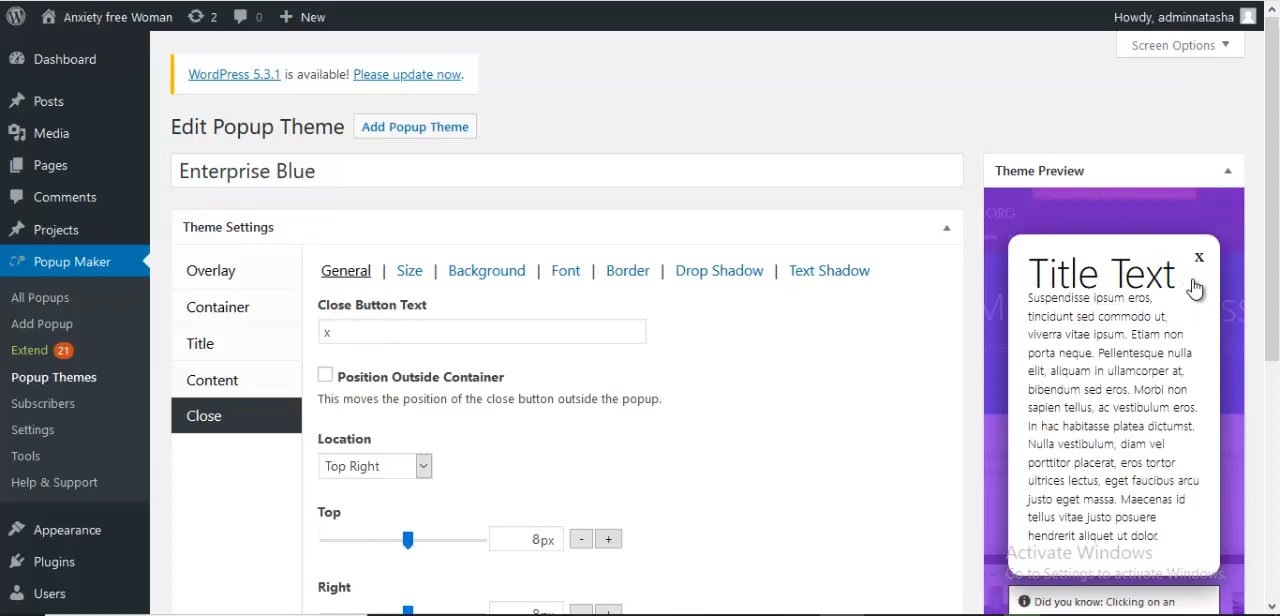 Anxiety free Woman 2 0 New Howdy, adminnatasha
Screen Options
Dashboard
Posts
Media
Pages
Comments
Projects
Popup Maker
All Popups
Add Popup
Extend 21
Popup Themes
Subscribers
Settings
Tools
Help & Support
Appearance
Plugins
Users
WordPress 5.3.1 is available! Please update now.
Edit Popup Theme Add Popup Theme
Enterprise Blue
Theme Settings
Overlay
Container
Title
Content
Close
General | Size | Background | Font | Border | Drop Shadow | Text Shadow
Close Button Text
x
Position Outside Container
This moves the position of the close button outside the popup.
Location
Top Right
Top
8px - +
Right
8px
Theme Preview
.ORG
x
Title Text
Suspendisse ipsum eros,
tincidunt sed commodo ut,
viverra vitae ipsum. Etiam non
porta neque. Pellentesque nulla
elit, aliquam in ullamcorper at,
bibendum sed eros. Morbi non
sapien tellus, ac vestibulum eros.
In hac habitasse platea dictumst.
Nulla vestibulum, diam vel
porttitor placerat, eros tortor
ultrices lectus, eget faucibus arcu
justo eget massa. Maecenas id
tellus vitae justo posuere
hendrerit aliquet ut dolor.
Activate Windows
Go to Settings to activate Windows.
Did you know: Clicking on an